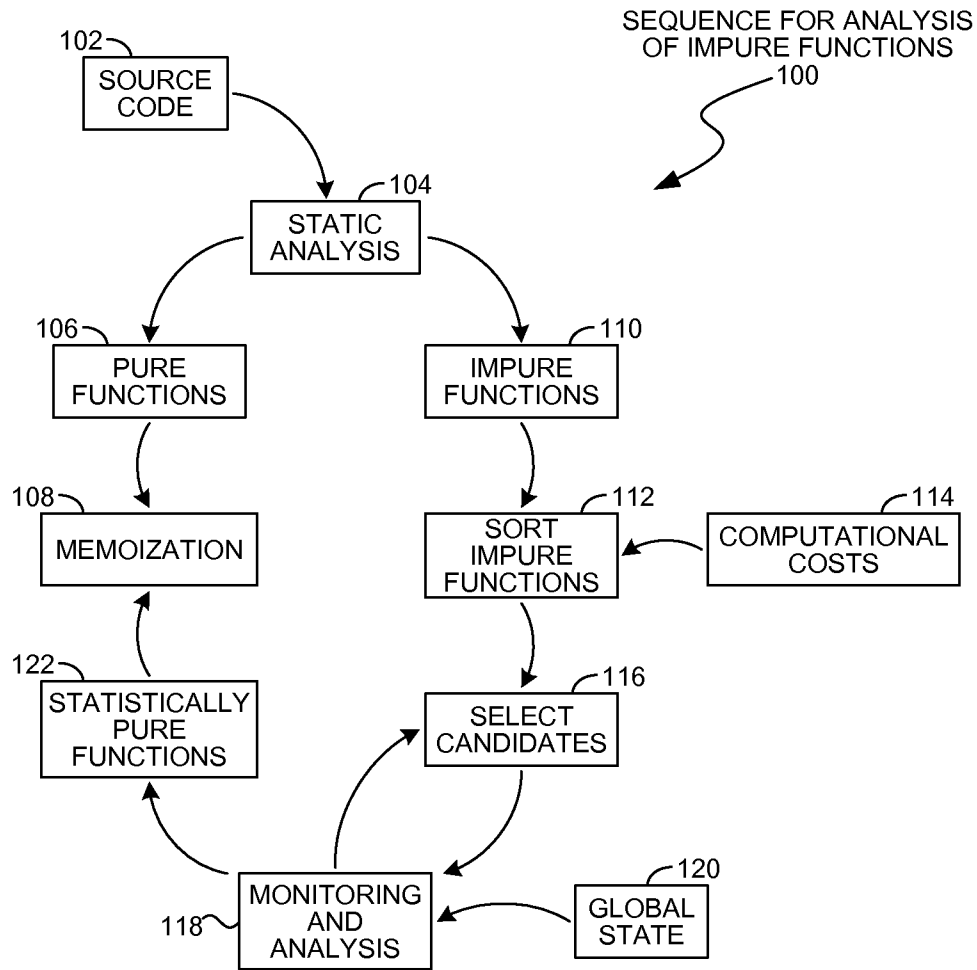 SEQUENCE FOR ANALYSIS
OF IMPURE FUNCTIONS
100
102
SOURCE
CODE
104
STATIC
ANALYSIS
106
PURE
FUNCTIONS
110
IMPURE
FUNCTIONS
108
MEMOIZATION
112
SORT
IMPURE
FUNCTIONS
114
COMPUTATIONAL
COSTS
122
STATISTICALLY
PURE
FUNCTIONS
116
SELECT
CANDIDATES
118
MONITORING
AND
ANALYSIS
120
GLOBAL
STATE